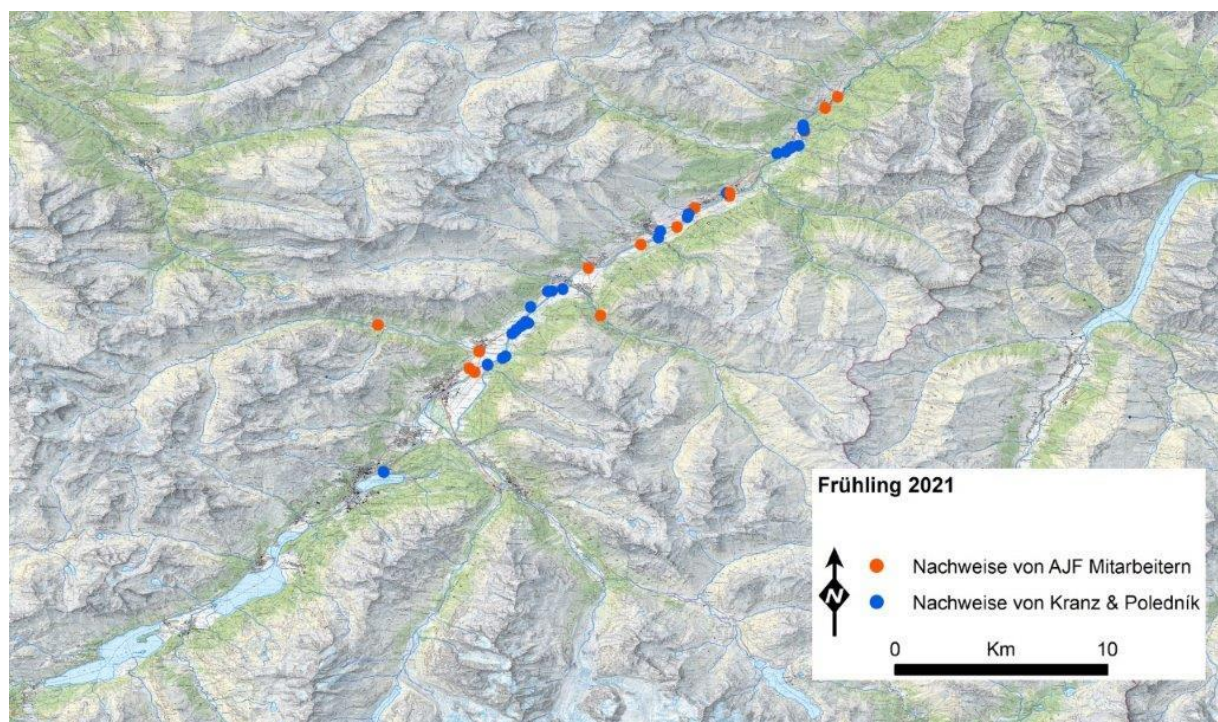 Frühling 2021
N
Nachweise von AJF Mitarbeitern
Nachweise von Kranz & Poledník
0 Km 10